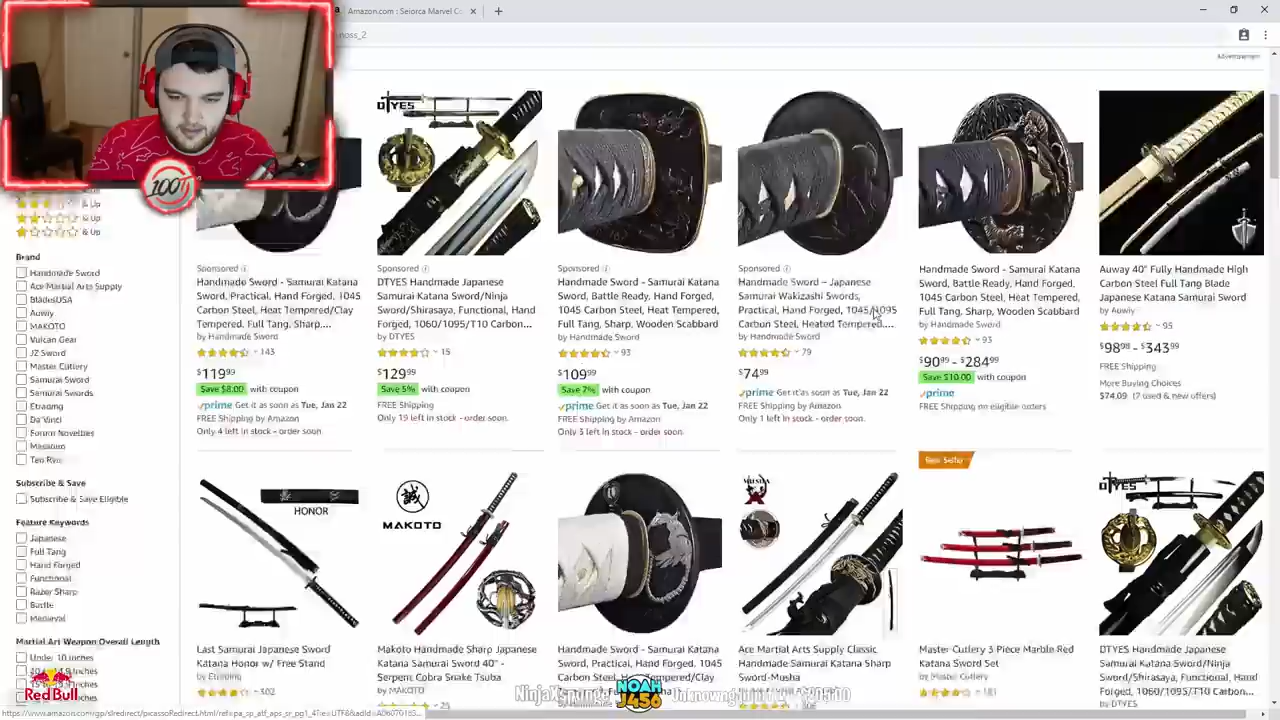 Amazon.com : Seiorca Marvel Co
noss_2
100T
& Up
& Up
& Up
Brand
Handmade Sword
Ace Martial Arts Supply
BladesUSA
Auwiy
MAKOTO
Vulcan Gear
JZ Sword
Master Cutlery
Samurai Sword
Samurai Swords
Etrading
Da Vinci
Forum Novelties
Musashi
Ten Ryu
Subscribe & Save
Subscribe & Save Eligible
Feature Keywords
Japanese
Full Tang
Hand Forged
Functional
Razor Sharp
Battle
Medieval
Martial Art Weapon Overall Length
Under 10 Inches
Red Bull
Sponsored
Handmade Sword - Samurai Katana
Sword, Practical, Hand Forged, 1045
Carbon Steel, Heat Tempered/Clay
Tempered, Full Tang, Sharp,...
by Handmade Sword
143
$119.99
Save $8.00 with coupon
prime Get it as soon as Tue, Jan 22
FREE Shipping by Amazon
Only 4 left in stock - order soon.
DTYES
Sponsored
DTYES Handmade Japanese
Samurai Katana Sword/Ninja
Sword/Shirasaya, Functional, Hand
Forged, 1060/1095/T10 Carbon...
by DTYES
15
$129.99
Save 5% with coupon
FREE Shipping
Only 19 left in stock - order soon.
Sponsored
Handmade Sword - Samurai Katana
Sword, Battle Ready, Hand Forged,
1045 Carbon Steel, Heat Tempered,
Full Tang, Sharp, Wooden Scabbard
by Handmade Sword
93
$109.99
Save 7% with coupon
prime Get it as soon as Tue, Jan 22
FREE Shipping by Amazon
Only 3 left in stock - order soon.
Sponsored
Handmade Sword – Japanese
Samurai Wakizashi Swords,
Practical, Hand Forged, 1045/1095
Carbon Steel, Heated Tempered,...
by Handmade Sword
79
$74.99
prime Get it as soon as Tue, Jan 22
FREE Shipping by Amazon
Only 1 left in stock - order soon.
Handmade Sword - Samurai Katana
Sword, Battle Ready, Hand Forged,
1045 Carbon Steel, Heat Tempered,
Full Tang, Sharp, Wooden Scabbard
by Handmade Sword
93
$90.99 - $284.99
Save $10.00 with coupon
prime
FREE Shipping on eligible orders
Auway 40" Fully Handmade High
Carbon Steel Full Tang Blade
Japanese Katana Samurai Sword
by Auwiy
95
$98.98 - $343.99
FREE Shipping
More Buying Choices
$74.09 (7 used & new offers)
HONOR
Last Samurai Japanese Sword
Katana Honor w/ Free Stand
by Etrading
302
MAKOTO
Makoto Handmade Sharp Japanese
Katana Samurai Sword 40" -
Serpent Cobra Snake Tsuba
by MAKOTO
25
Handmade Sword - Samurai Katana
Sword, Practical, Hand Forged, 1045
Carbon Steel, Heat Tempered/Clay
MUSHA
Ace Martial Arts Supply Classic
Handmade Samurai Katana Sharp
Sword-Musha
Best Seller
Master Cutlery 3 Piece Marble Red
Katana Sword Set
by Master Cutlery
DTYES
DTYES Handmade Japanese
Samurai Katana Sword/Ninja
Sword/Shirasaya, Functional, Hand
Forged, 1060/1095/T10 Carbon...
by DTYES
NOAH
J456